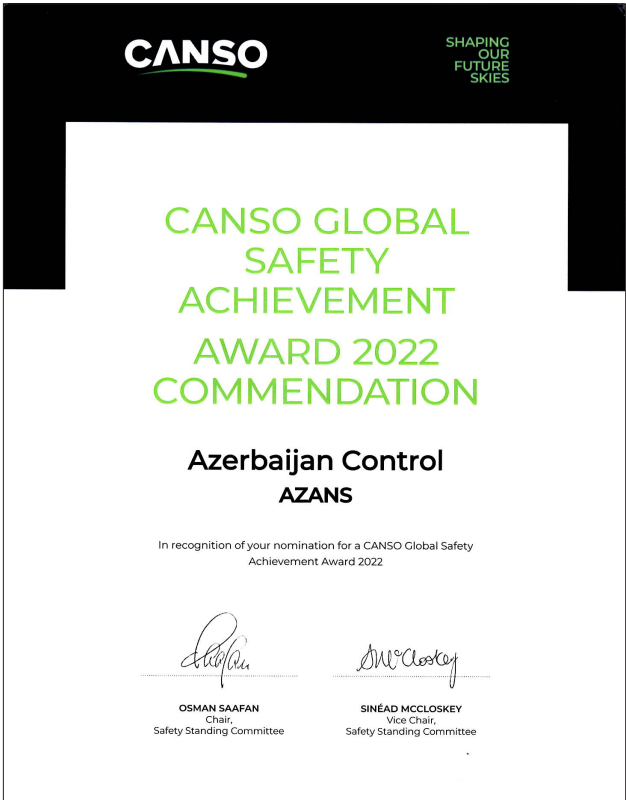 CANSO
SHAPING
OUR
FUTURE
SKIES
CANSO GLOBAL
SAFETY
ACHIEVEMENT
AWARD 2022
COMMENDATION
Azerbaijan Control
AZANS
In recognition of your nomination for a CANSO Global Safety
Achievement Award 2022
OSMAN SAAFAN
Chair,
Safety Standing Committee
SINÉAD MCCLOSKEY
Vice Chair,
Safety Standing Committee